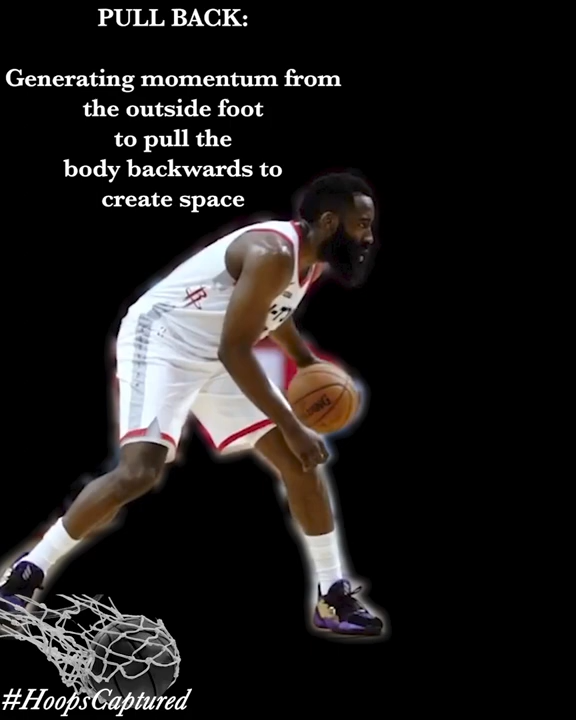 PULL BACK:
Generating momentum from
the outside foot
to pull the
body backwards to
create space
#HoopsCaptured